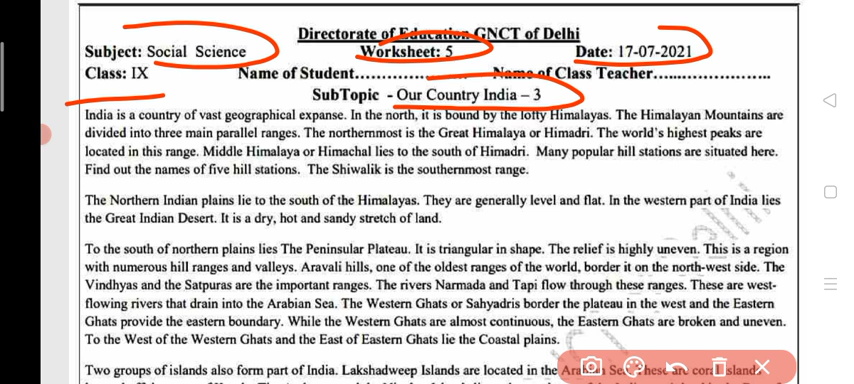 Directorate of Education GNCT of Delhi
Subject: Social Science Worksheet: 5 Date: 17-07-2021
Class: IX Name of Student………………… Name of Class Teacher…………………
SubTopic - Our Country India – 3
India is a country of vast geographical expanse. In the north, it is bound by the lofty Himalayas. The Himalayan Mountains are
divided into three main parallel ranges. The northernmost is the Great Himalaya or Himadri. The world's highest peaks are
located in this range. Middle Himalaya or Himachal lies to the south of Himadri. Many popular hill stations are situated here.
Find out the names of five hill stations. The Shiwalik is the southernmost range.
The Northern Indian plains lie to the south of the Himalayas. They are generally level and flat. In the western part of India lies
the Great Indian Desert. It is a dry, hot and sandy stretch of land.
To the south of northern plains lies The Peninsular Plateau. It is triangular in shape. The relief is highly uneven. This is a region
with numerous hill ranges and valleys. Aravali hills, one of the oldest ranges of the world, border it on the north-west side. The
Vindhyas and the Satpuras are the important ranges. The rivers Narmada and Tapi flow through these ranges. These are west-
flowing rivers that drain into the Arabian Sea. The Western Ghats or Sahyadris border the plateau in the west and the Eastern
Ghats provide the eastern boundary. While the Western Ghats are almost continuous, the Eastern Ghats are broken and uneven.
To the West of the Western Ghats and the East of Eastern Ghats lie the Coastal plains.
Two groups of islands also form part of India. Lakshadweep Islands are located in the Arabian Sea. These are coral islands